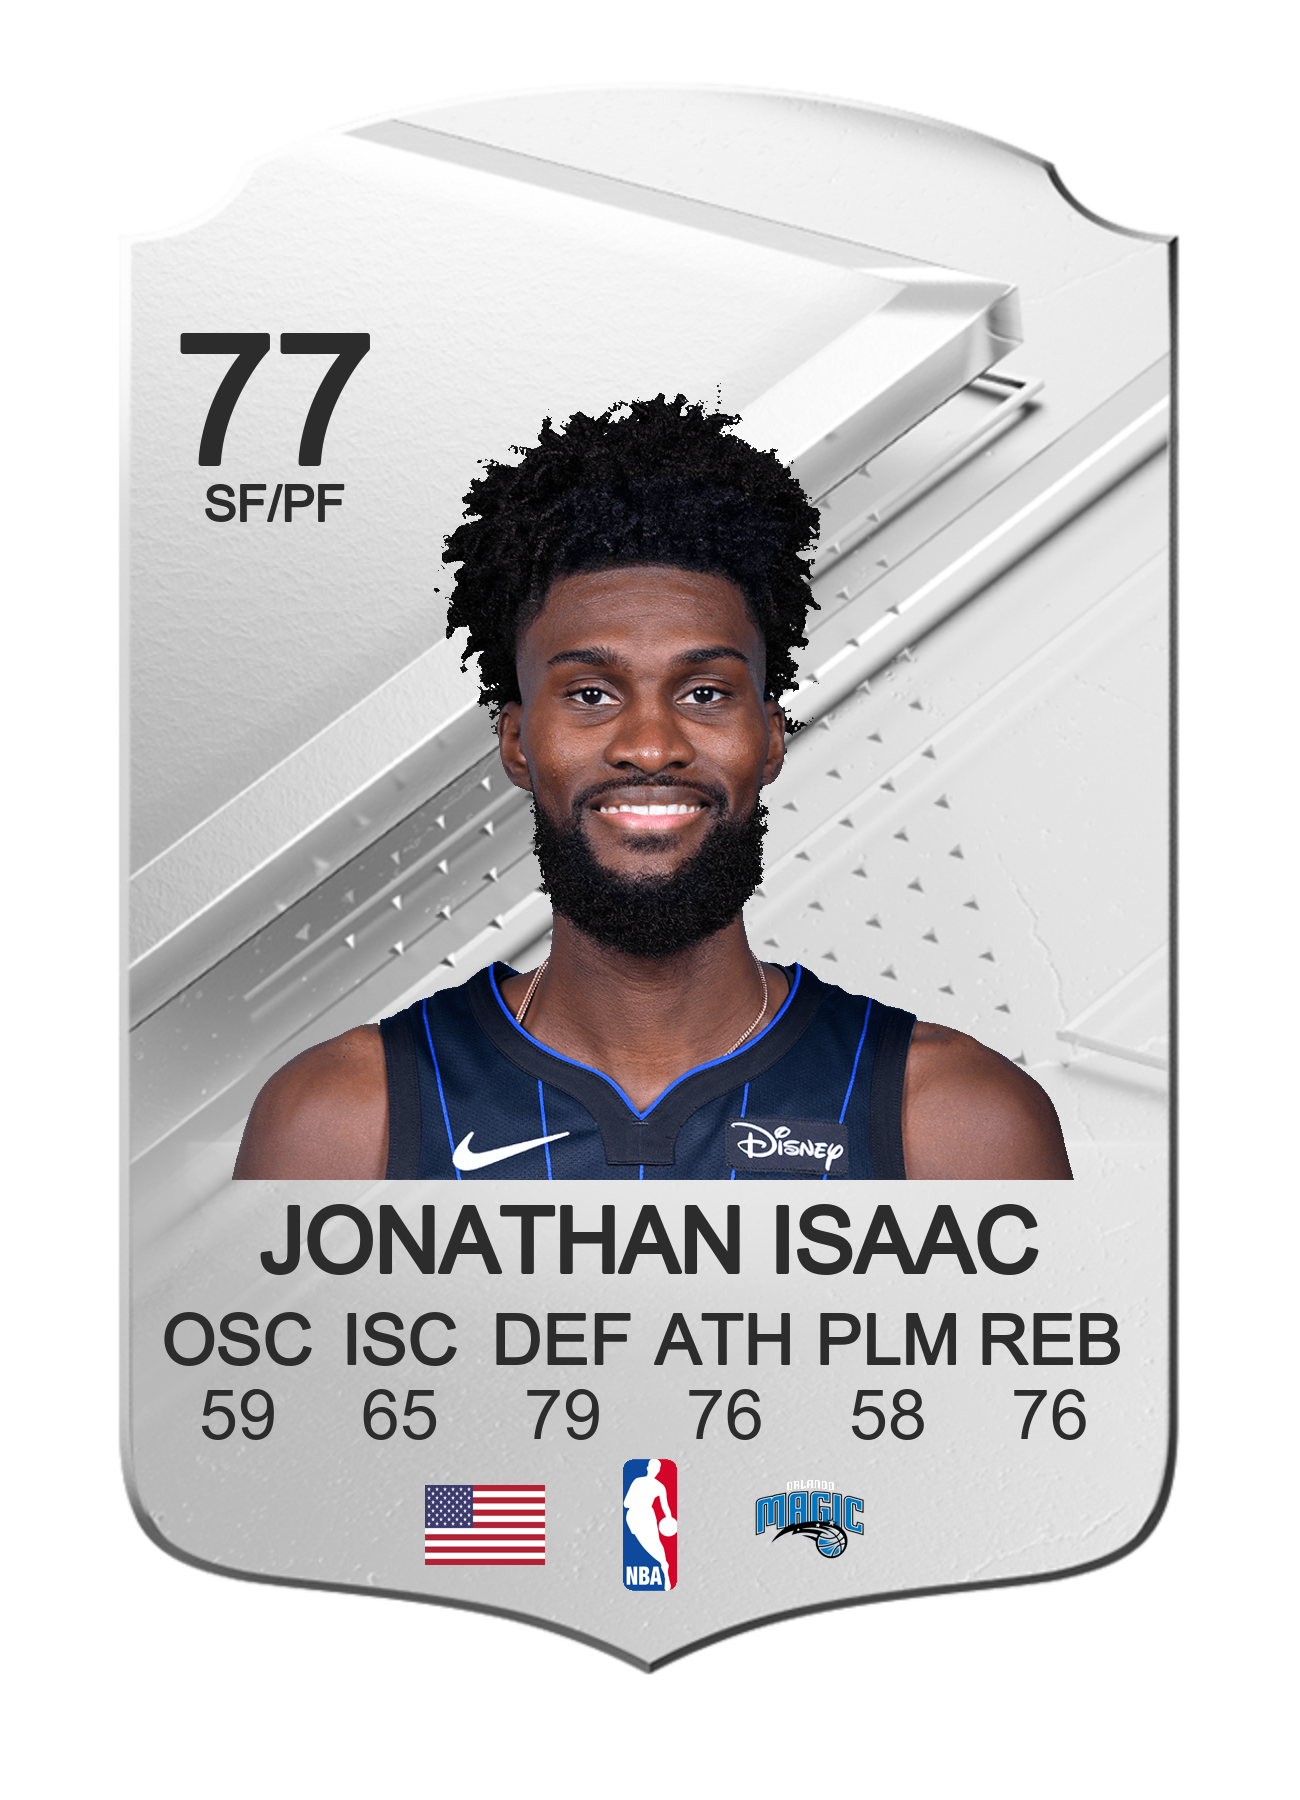 77
SF/PF
DISNEY
JONATHAN ISAAC
OSC ISC DEF ATH PLM REB
59 65 79 76 58 76
NBA
ORLANDO
MAGIC